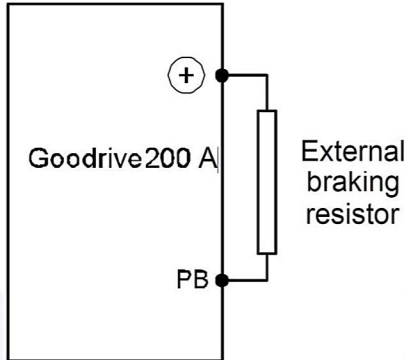 +
Goodrive200 A
External
braking
resistor
PB